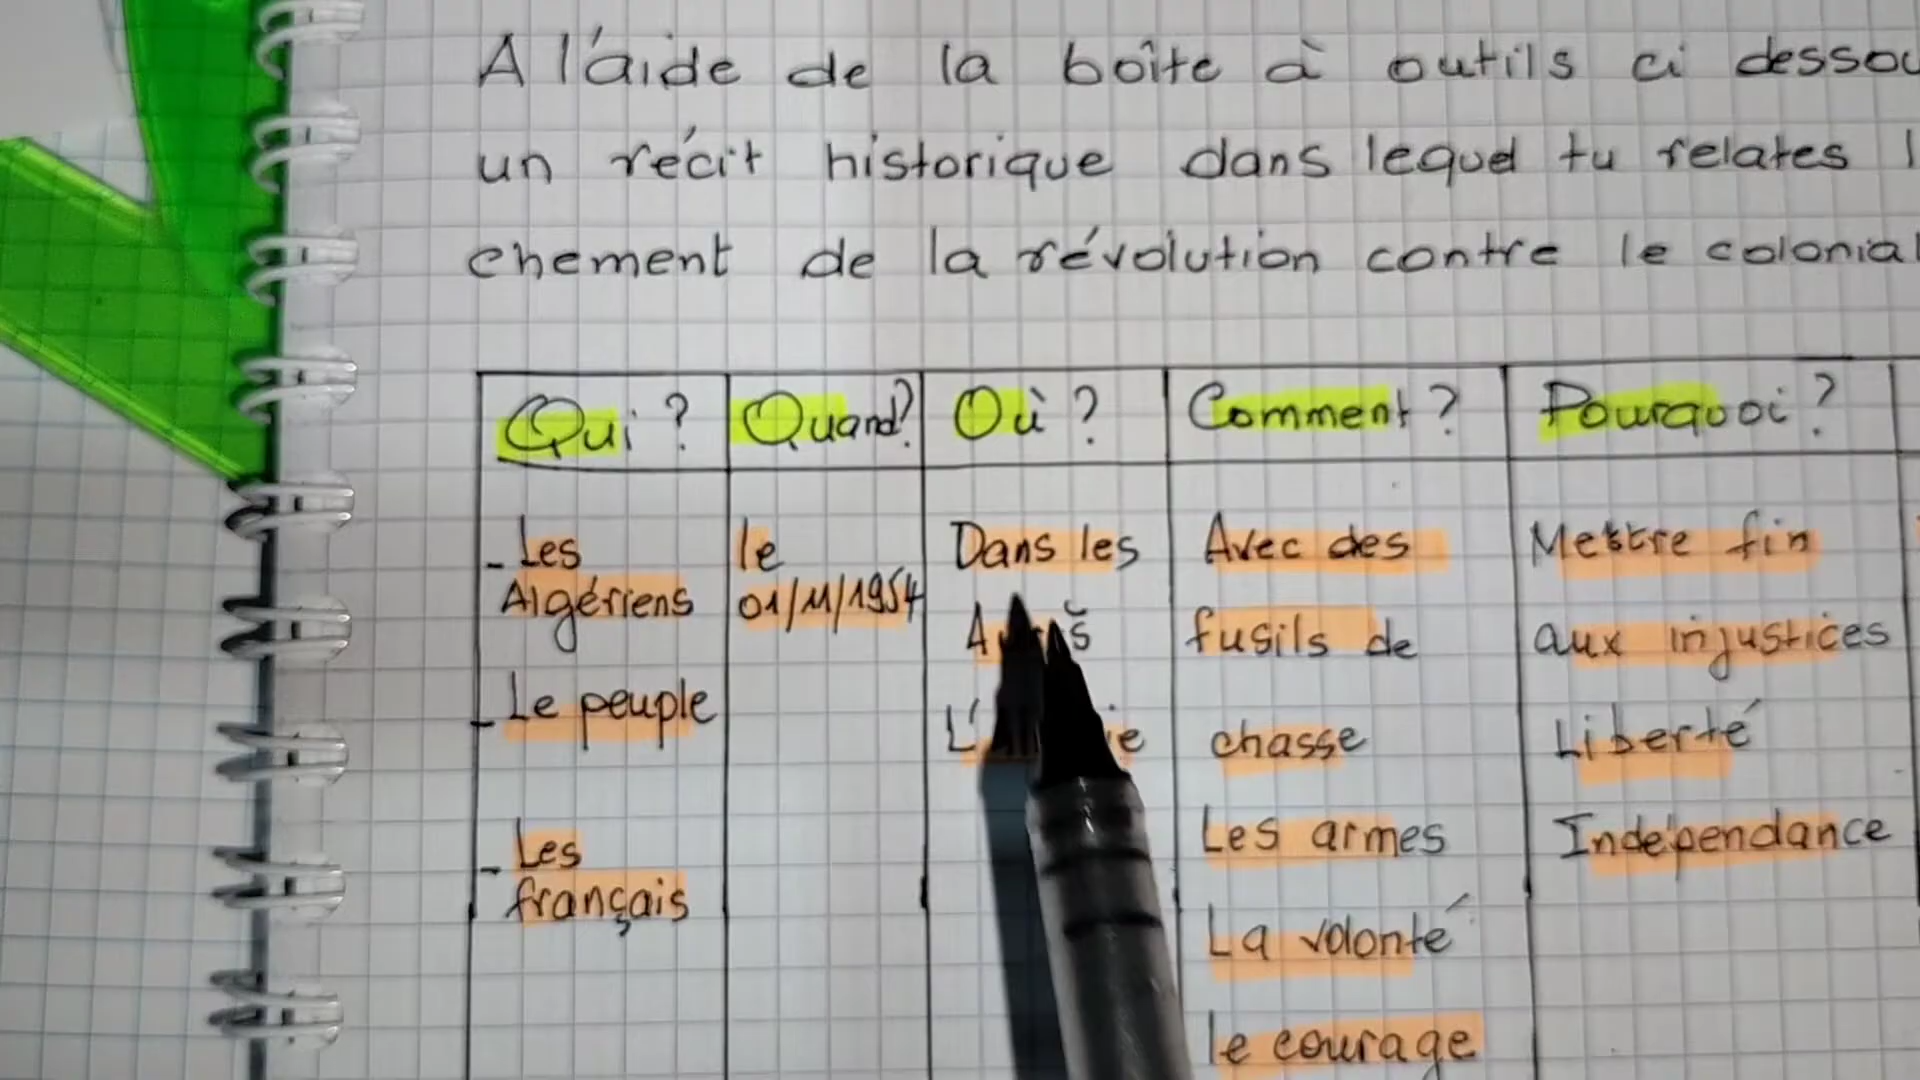 A l'aide de la boîte à outils ci
un récit historique dans lequel tu relates
chement de la révolution contre le
Qui ? Quand? Où ? Comment ? Pourquoi ?
- Les
Algériens
- Le peuple
- Les
français
le
01/11/1954
Dans les
Avec des
fusils de
chasse
Les armes
La volonté
le courage
Mettre fin
aux injustices
Liberté
Indépendance